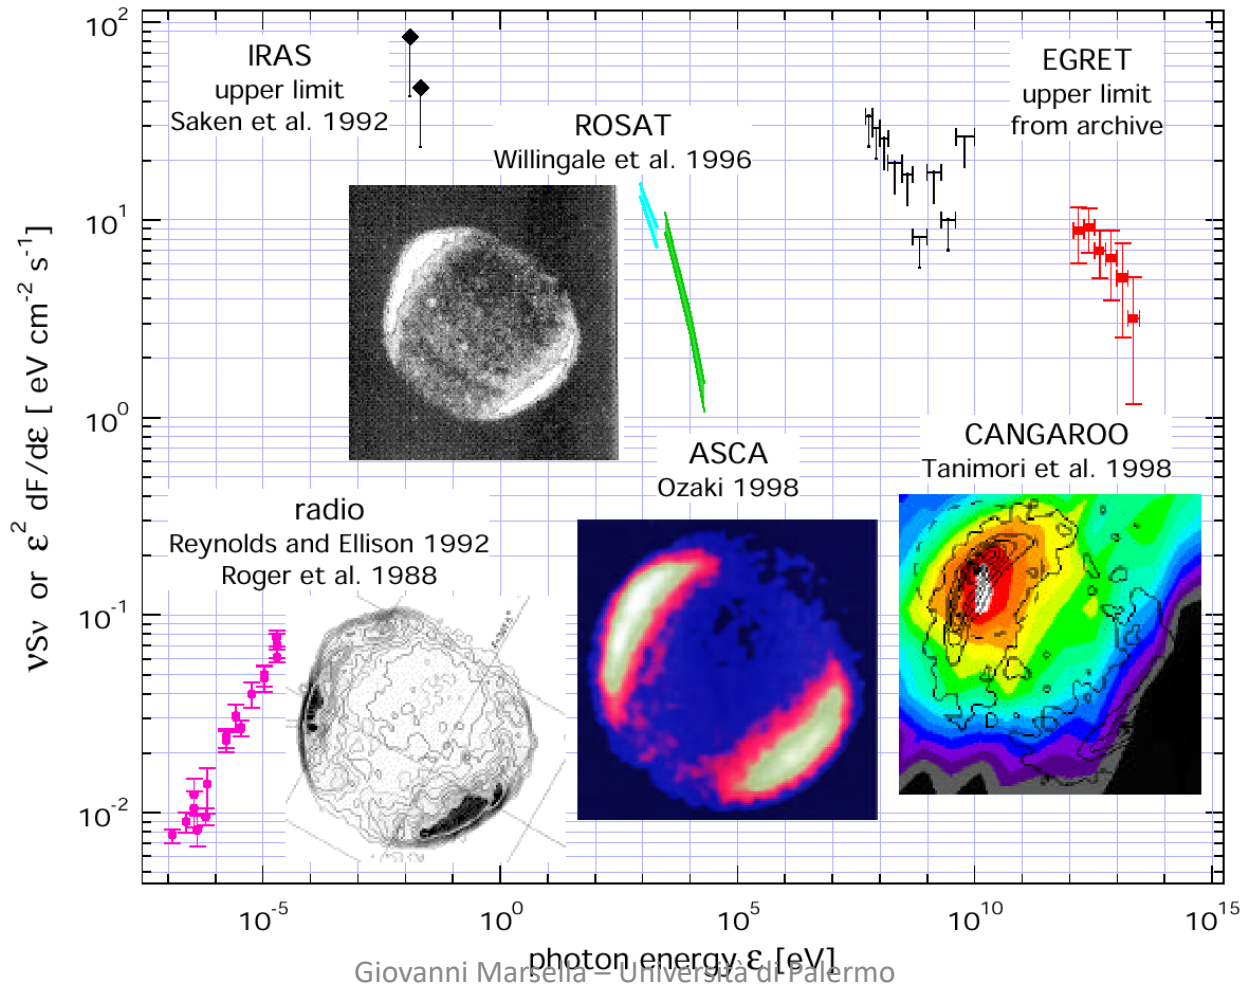 10²
IRAS
upper limit
Saken et al. 1992
EGRET
upper limit
from archive
ROSAT
Willingale et al. 1996
10¹
10⁰
CANGAROO
Tanimori et al. 1998
ASCA
Ozaki 1998
radio
Reynolds and Ellison 1992
Roger et al. 1988
10⁻¹
10⁻²
νSν or ε² dF/dε [ eV cm⁻² s⁻¹]
10⁻⁵ 10⁰ 10⁵ 10¹⁰ 10¹⁵
photon energy ε [eV]
Giovanni Marsella – Università di Palermo